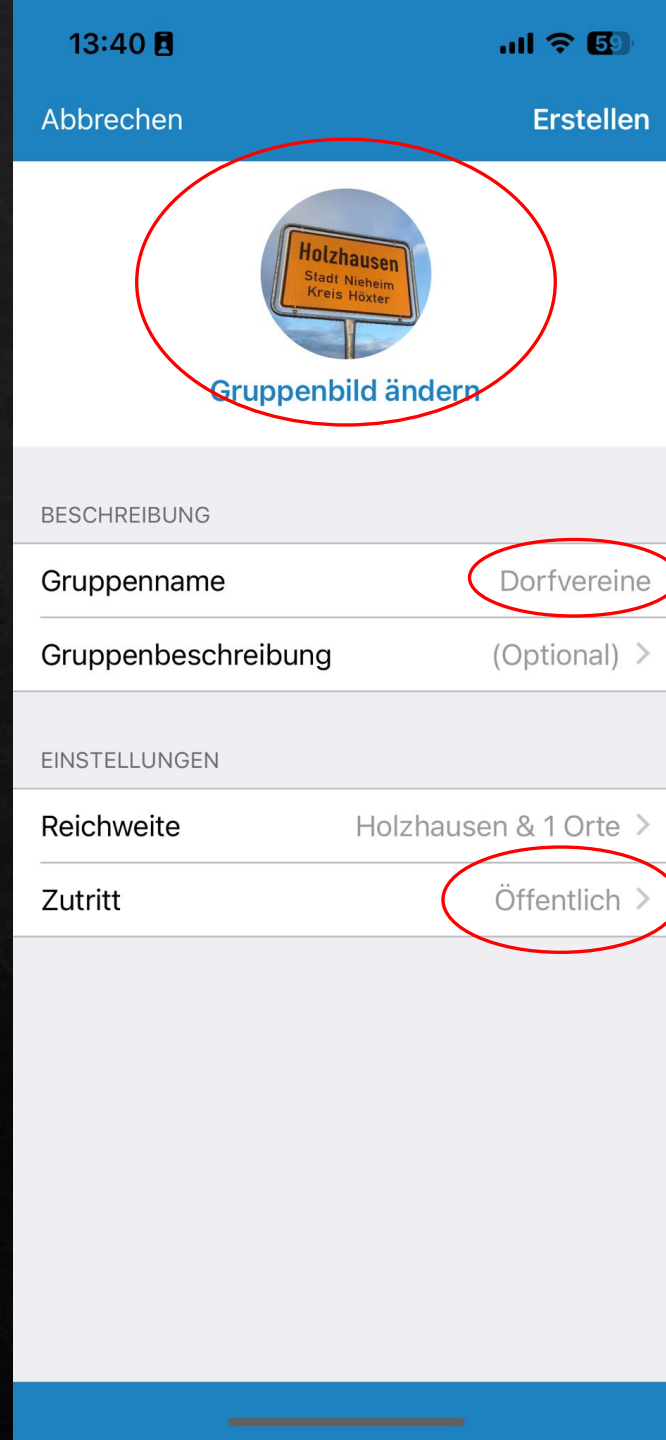 13:40
59
Abbrechen
Erstellen
Holzhausen
Stadt Nieheim
Kreis Höxter
Gruppenbild ändern
BESCHREIBUNG
Gruppenname
Dorfvereine
Gruppenbeschreibung
(Optional)
EINSTELLUNGEN
Reichweite
Holzhausen & 1 Orte
Zutritt
Öffentlich